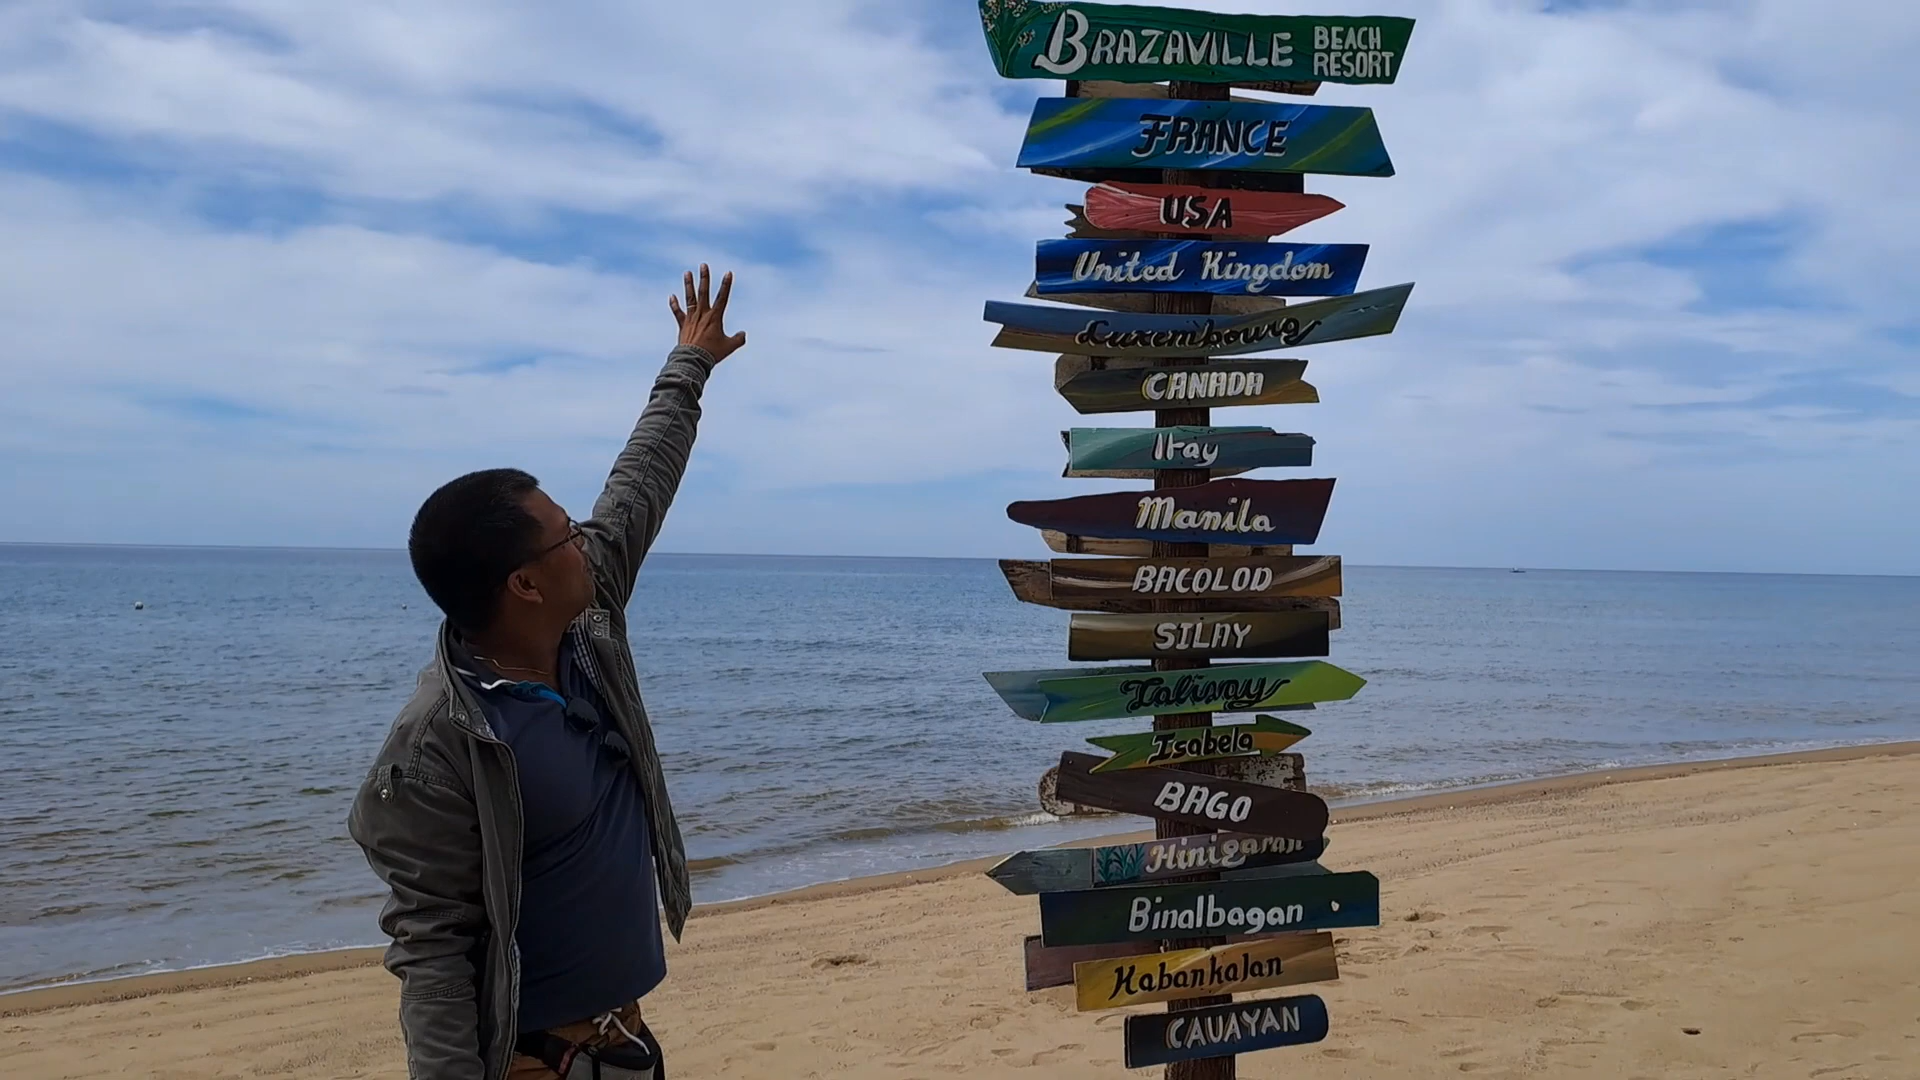 BRAZAVILLE BEACH RESORT
FRANCE
USA
United Kingdom
Luxembourg
CANADA
Itay
Manila
BACOLOD
SILAY
Talisay
Isabela
BAGO
Hinigaran
Binalbagan
Kabankalan
CAUAYAN